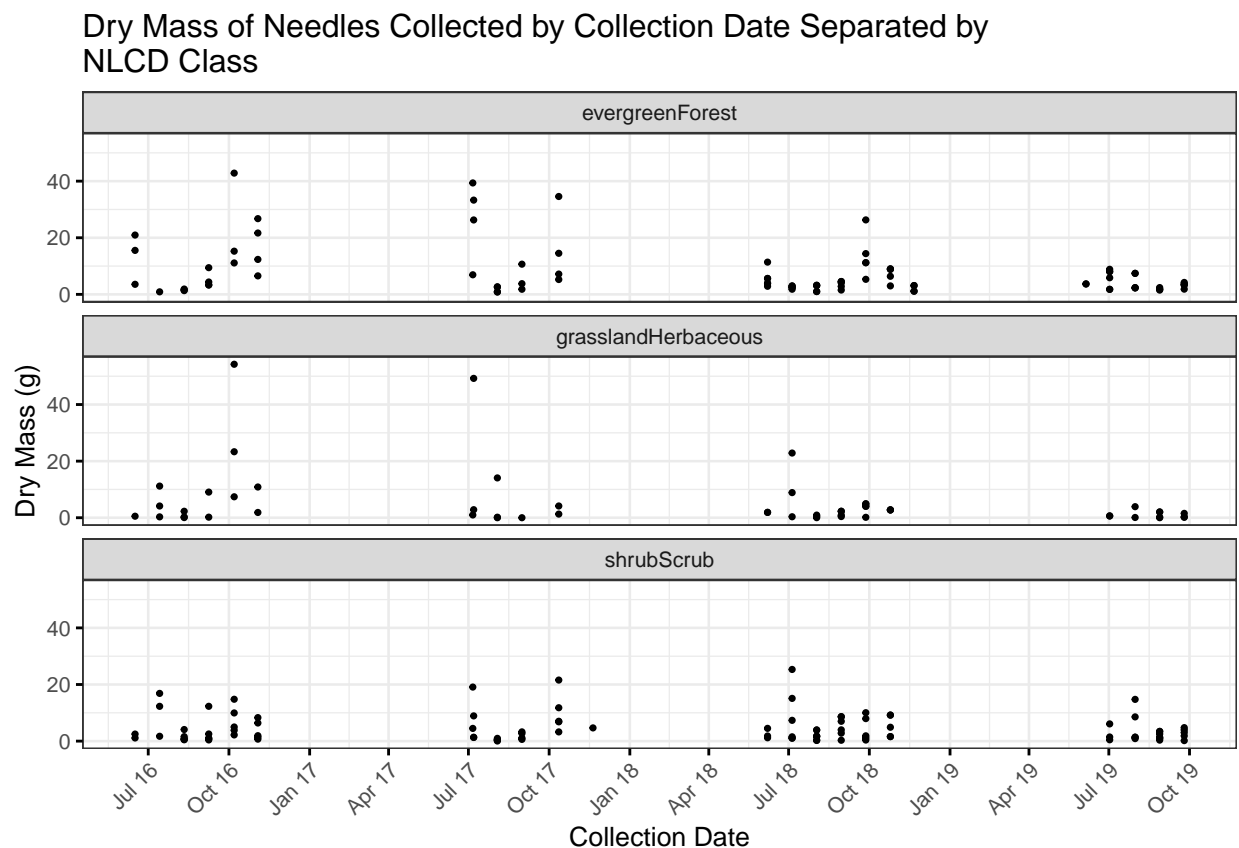 Dry Mass of Needles Collected by Collection Date Separated by
NLCD Class
evergreenForest
40
20
0
grasslandHerbaceous
40
20
0
shrubScrub
40
20
0
Dry Mass (g)
Jul 16
Oct 16
Jan 17
Apr 17
Jul 17
Oct 17
Jan 18
Apr 18
Jul 18
Oct 18
Jan 19
Apr 19
Jul 19
Oct 19
Collection Date